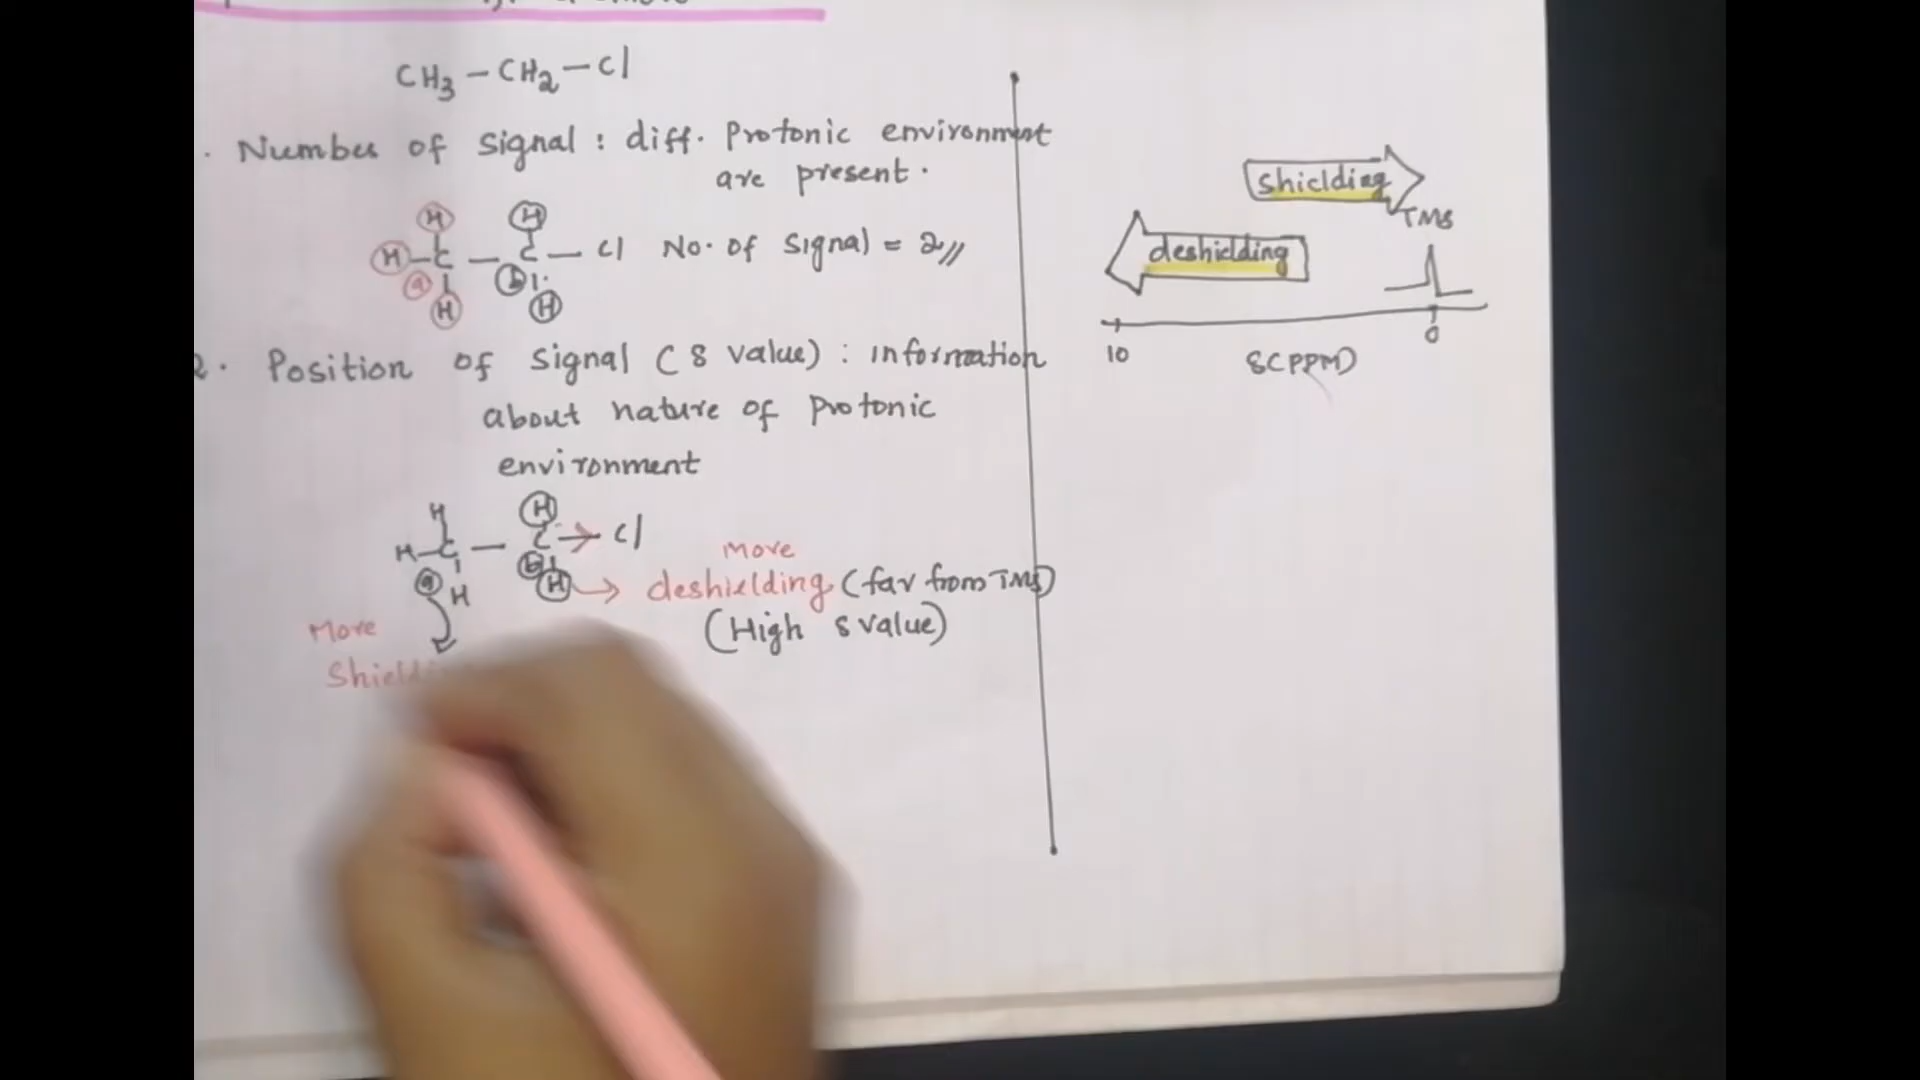 CH3 - CH2 - Cl
. Number of signal : diff. Protonic environment
are present.
H H
H - C - C - Cl No. of Signal = 2//
a b
H H
2. Position of signal (δ value) : information
about nature of protonic
environment
H H
H - C - C → Cl
a b
H H → more deshielding (far from TMS)
(High δ value)
More
Shielding
shielding
TMS
deshielding
10 0
δ(PPM)